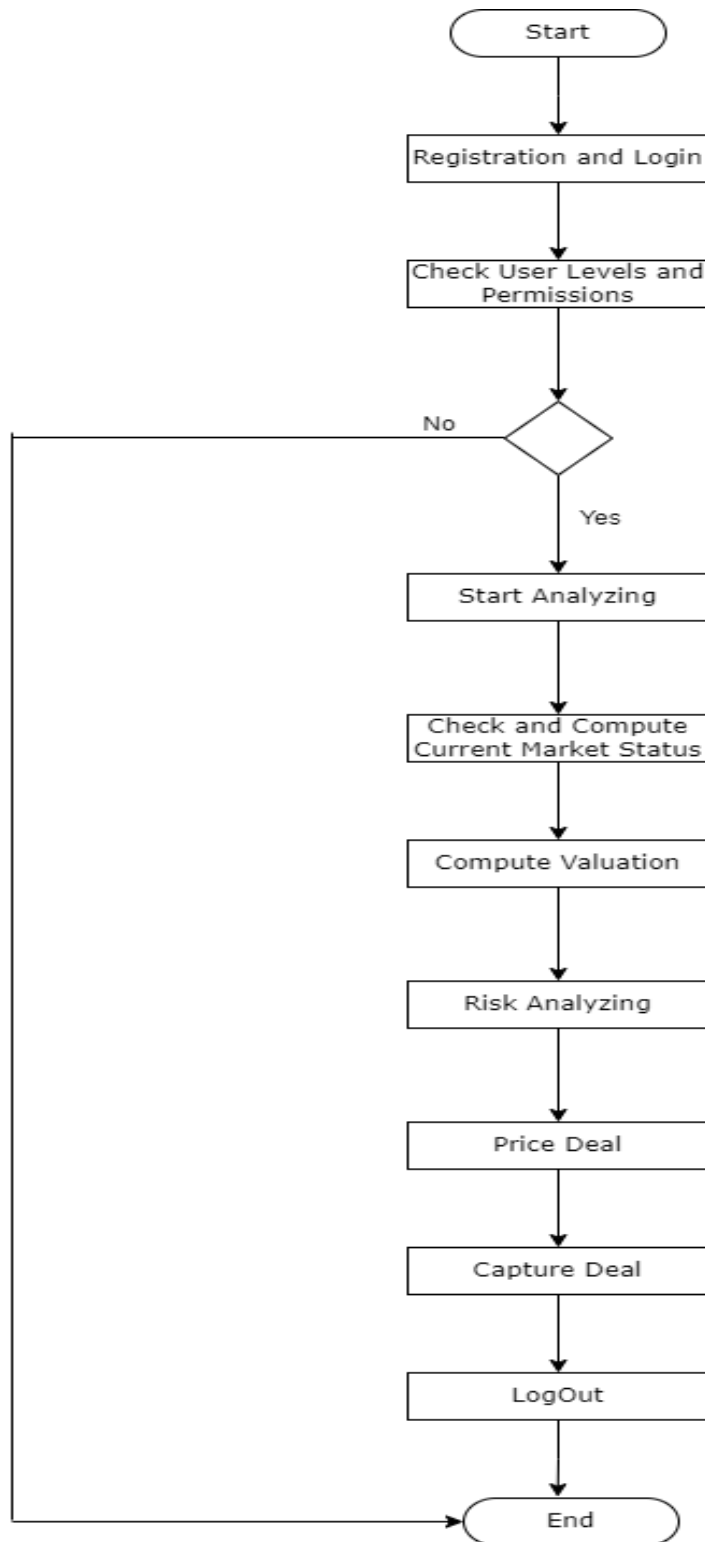 Start
Registration and Login
Check User Levels and
Permissions
No
Yes
Start Analyzing
Check and Compute
Current Market Status
Compute Valuation
Risk Analyzing
Price Deal
Capture Deal
LogOut
End